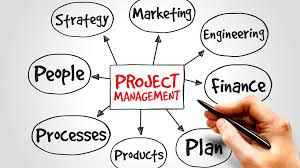 Strategy
Marketing
Engineering
People
PROJECT
MANAGEMENT
Finance
Processes
Products
Plan